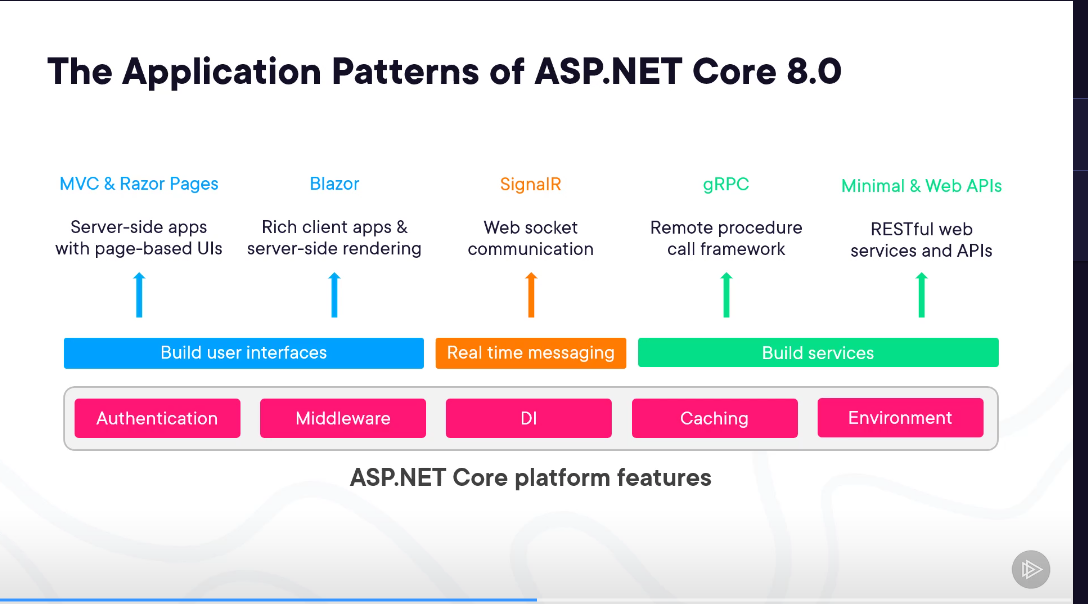 The Application Patterns of ASP.NET Core 8.0
MVC & Razor Pages
Server-side apps
with page-based UIs
Blazor
Rich client apps &
server-side rendering
SignalR
Web socket
communication
gRPC
Remote procedure
call framework
Minimal & Web APIs
RESTful web
services and APIs
Build user interfaces
Real time messaging
Build services
Authentication
Middleware
DI
Caching
Environment
ASP.NET Core platform features